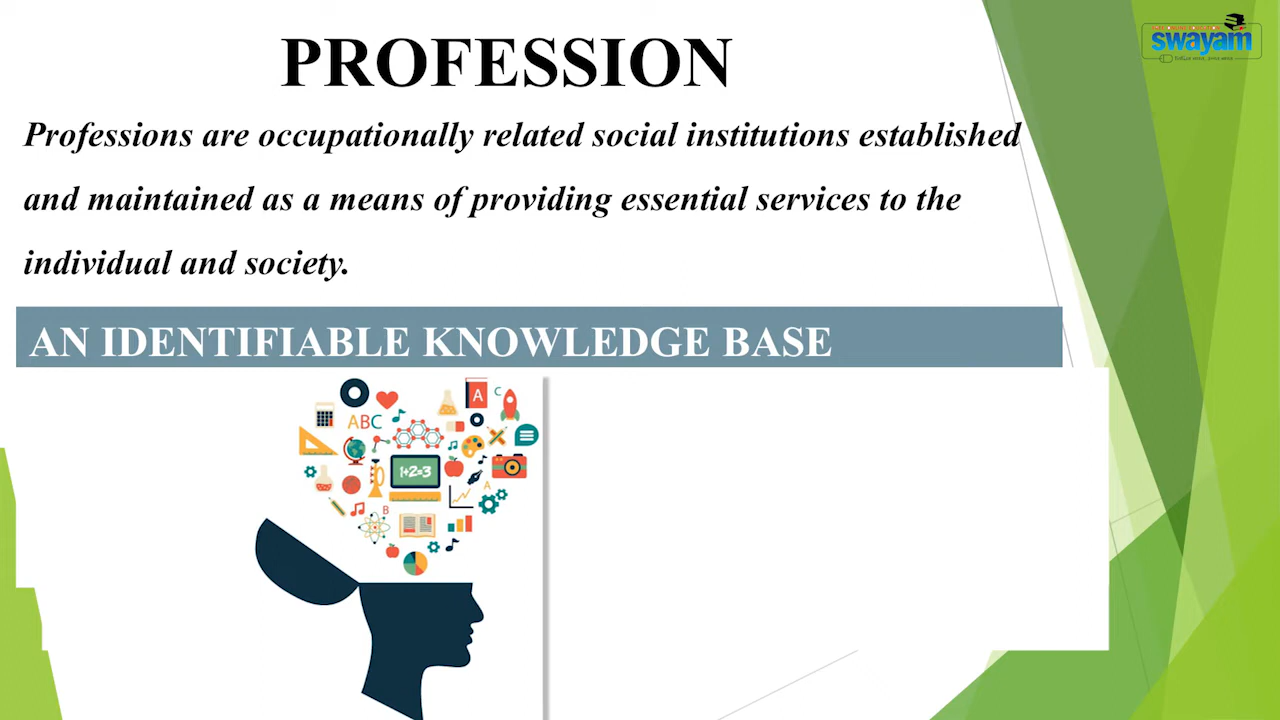 PROFESSION
swayam
Professions are occupationally related social institutions established
and maintained as a means of providing essential services to the
individual and society.
AN IDENTIFIABLE KNOWLEDGE BASE
A
C
ABC
1+2=3
A
B